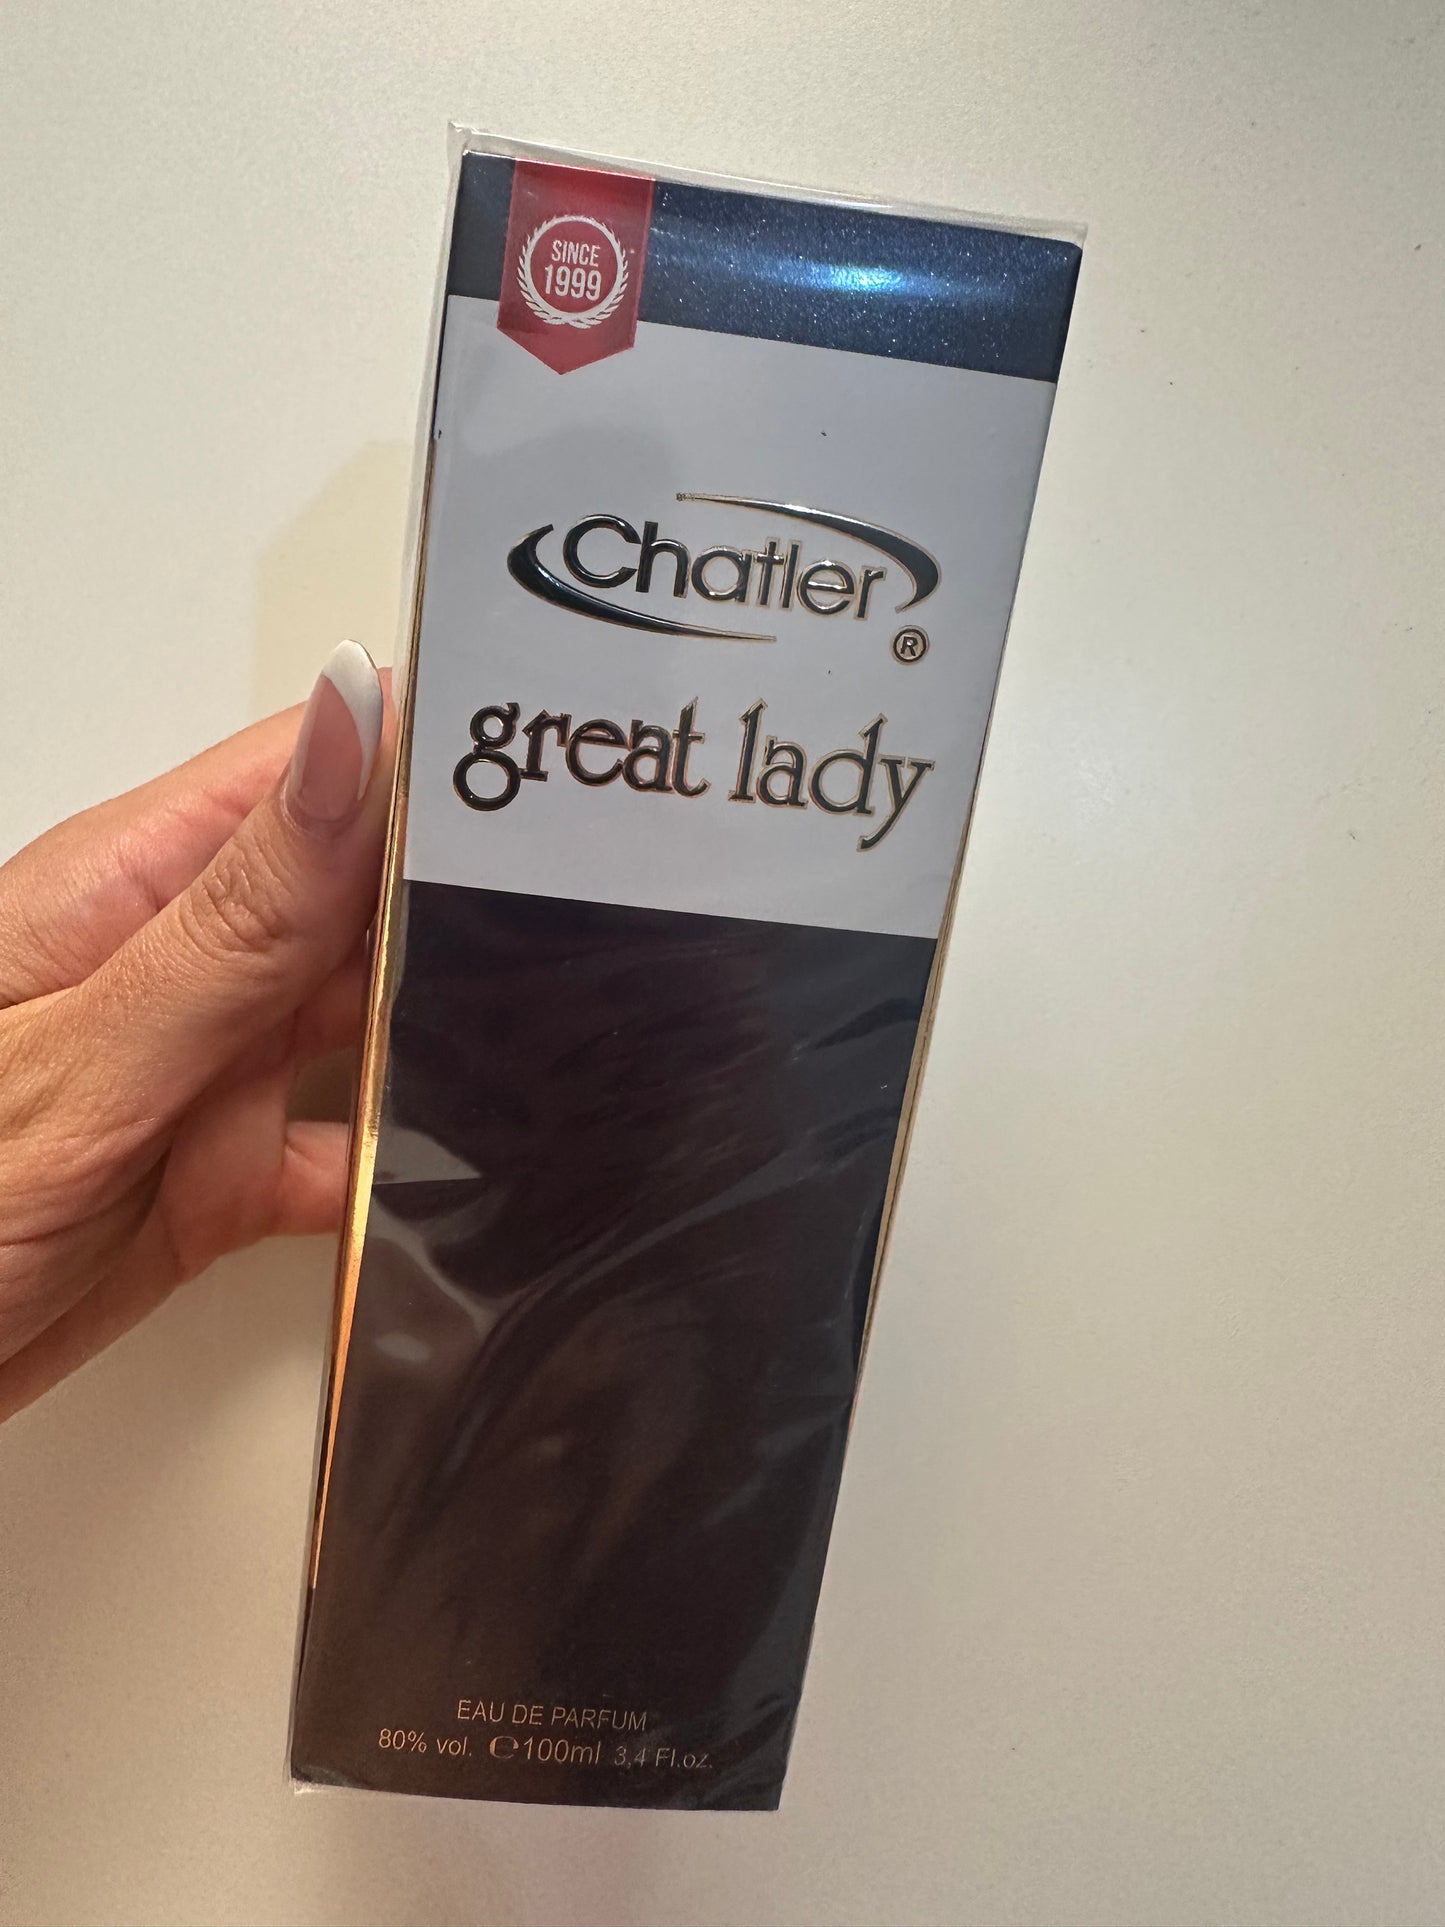 SINCE
1999
Chatler
®
great lady
EAU DE PARFUM
80% vol. ℮100ml 3,4 Fl.oz.